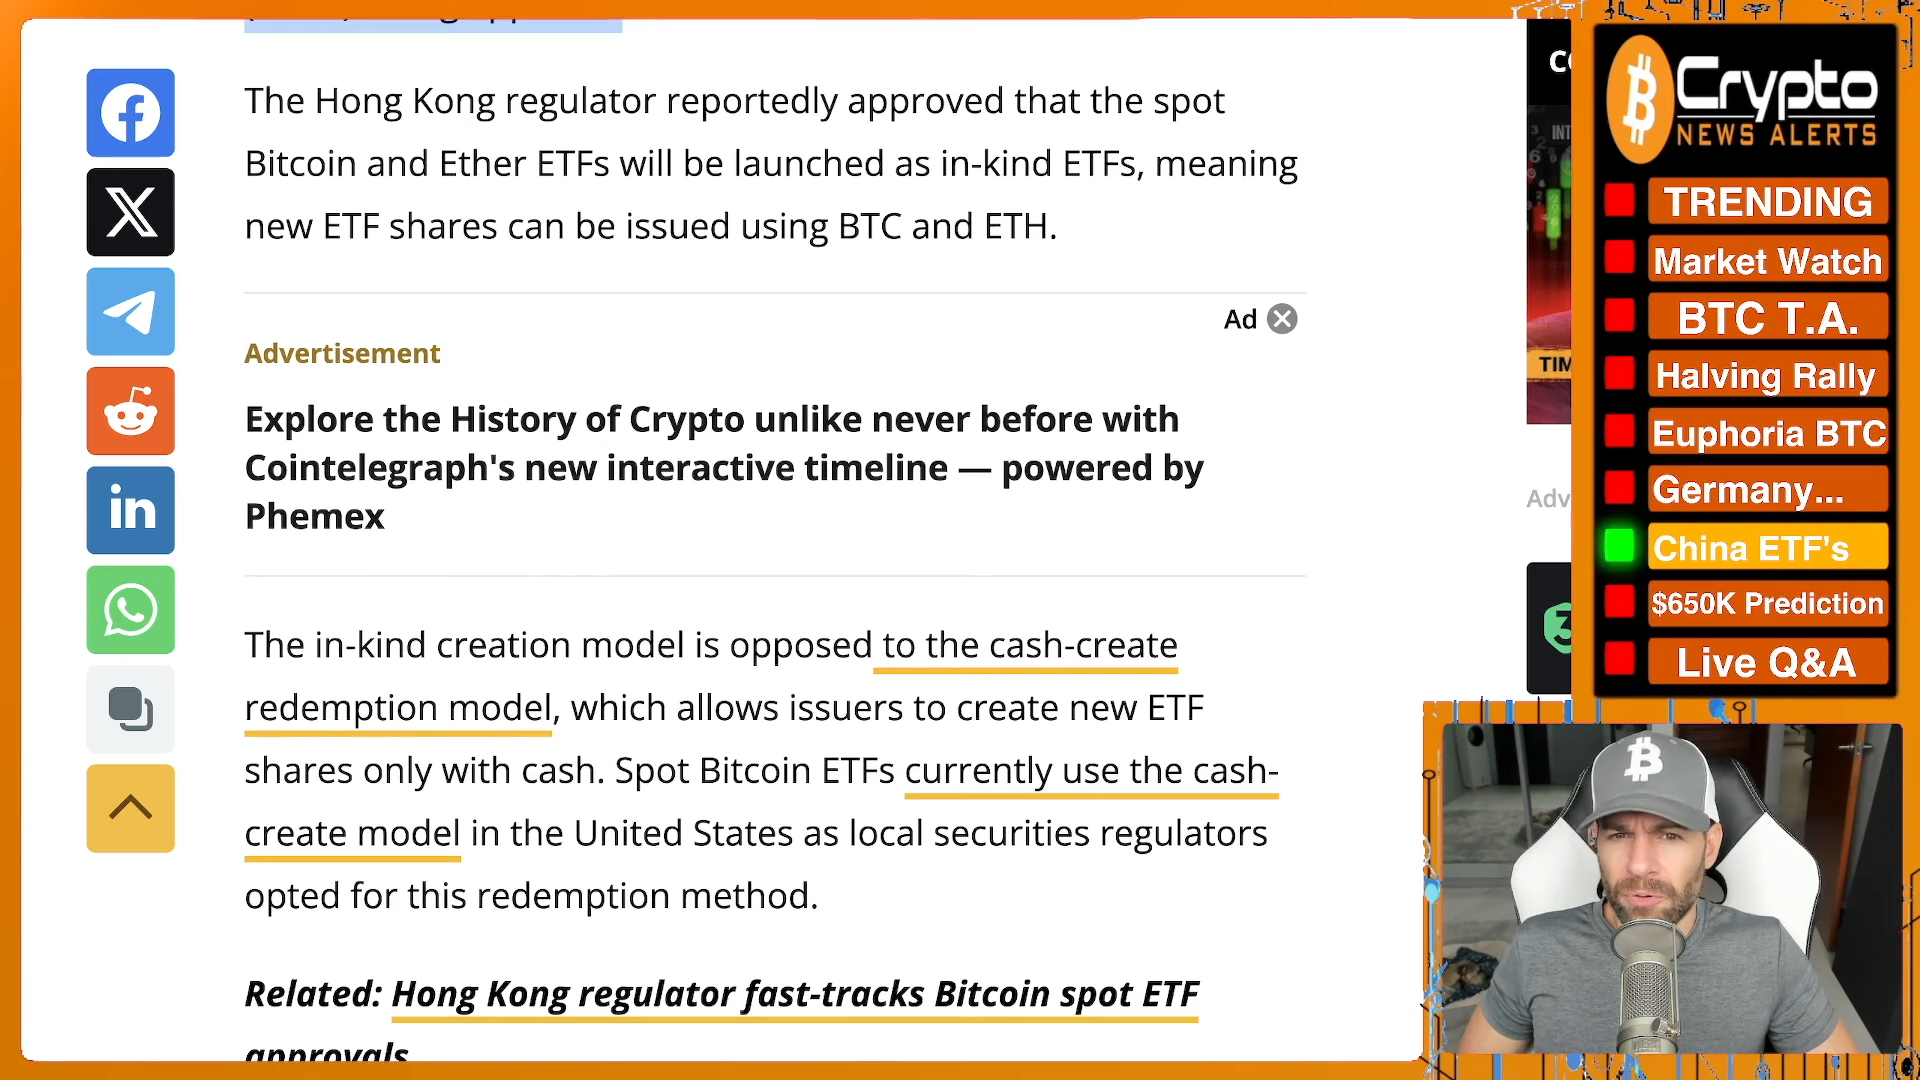 The Hong Kong regulator reportedly approved that the spot
Bitcoin and Ether ETFs will be launched as in-kind ETFs, meaning
new ETF shares can be issued using BTC and ETH.
Ad
Advertisement
Explore the History of Crypto unlike never before with
Cointelegraph's new interactive timeline — powered by
Phemex
The in-kind creation model is opposed to the cash-create
redemption model, which allows issuers to create new ETF
shares only with cash. Spot Bitcoin ETFs currently use the cash-
create model in the United States as local securities regulators
opted for this redemption method.
Related: Hong Kong regulator fast-tracks Bitcoin spot ETF
approvals
INT
TIM
Adv
Crypto
NEWS ALERTS
TRENDING
Market Watch
BTC T.A.
Halving Rally
Euphoria BTC
Germany...
China ETF's
$650K Prediction
Live Q&A